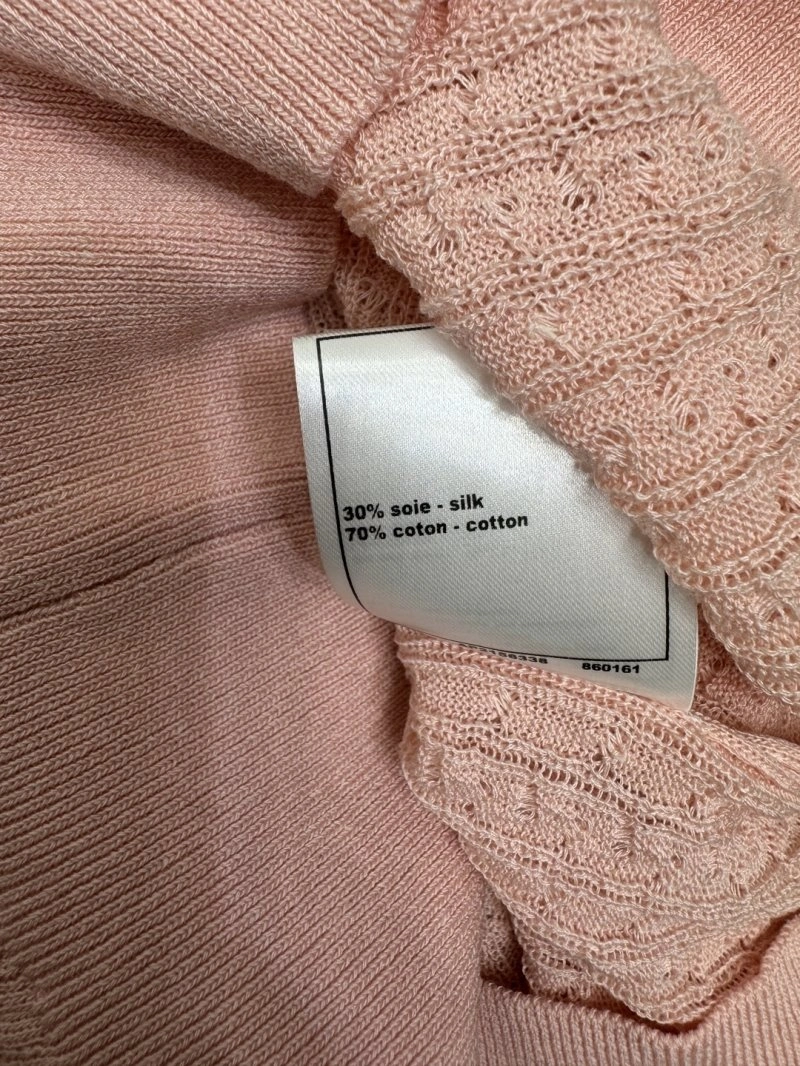 30% soie - silk
70% coton - cotton
860161